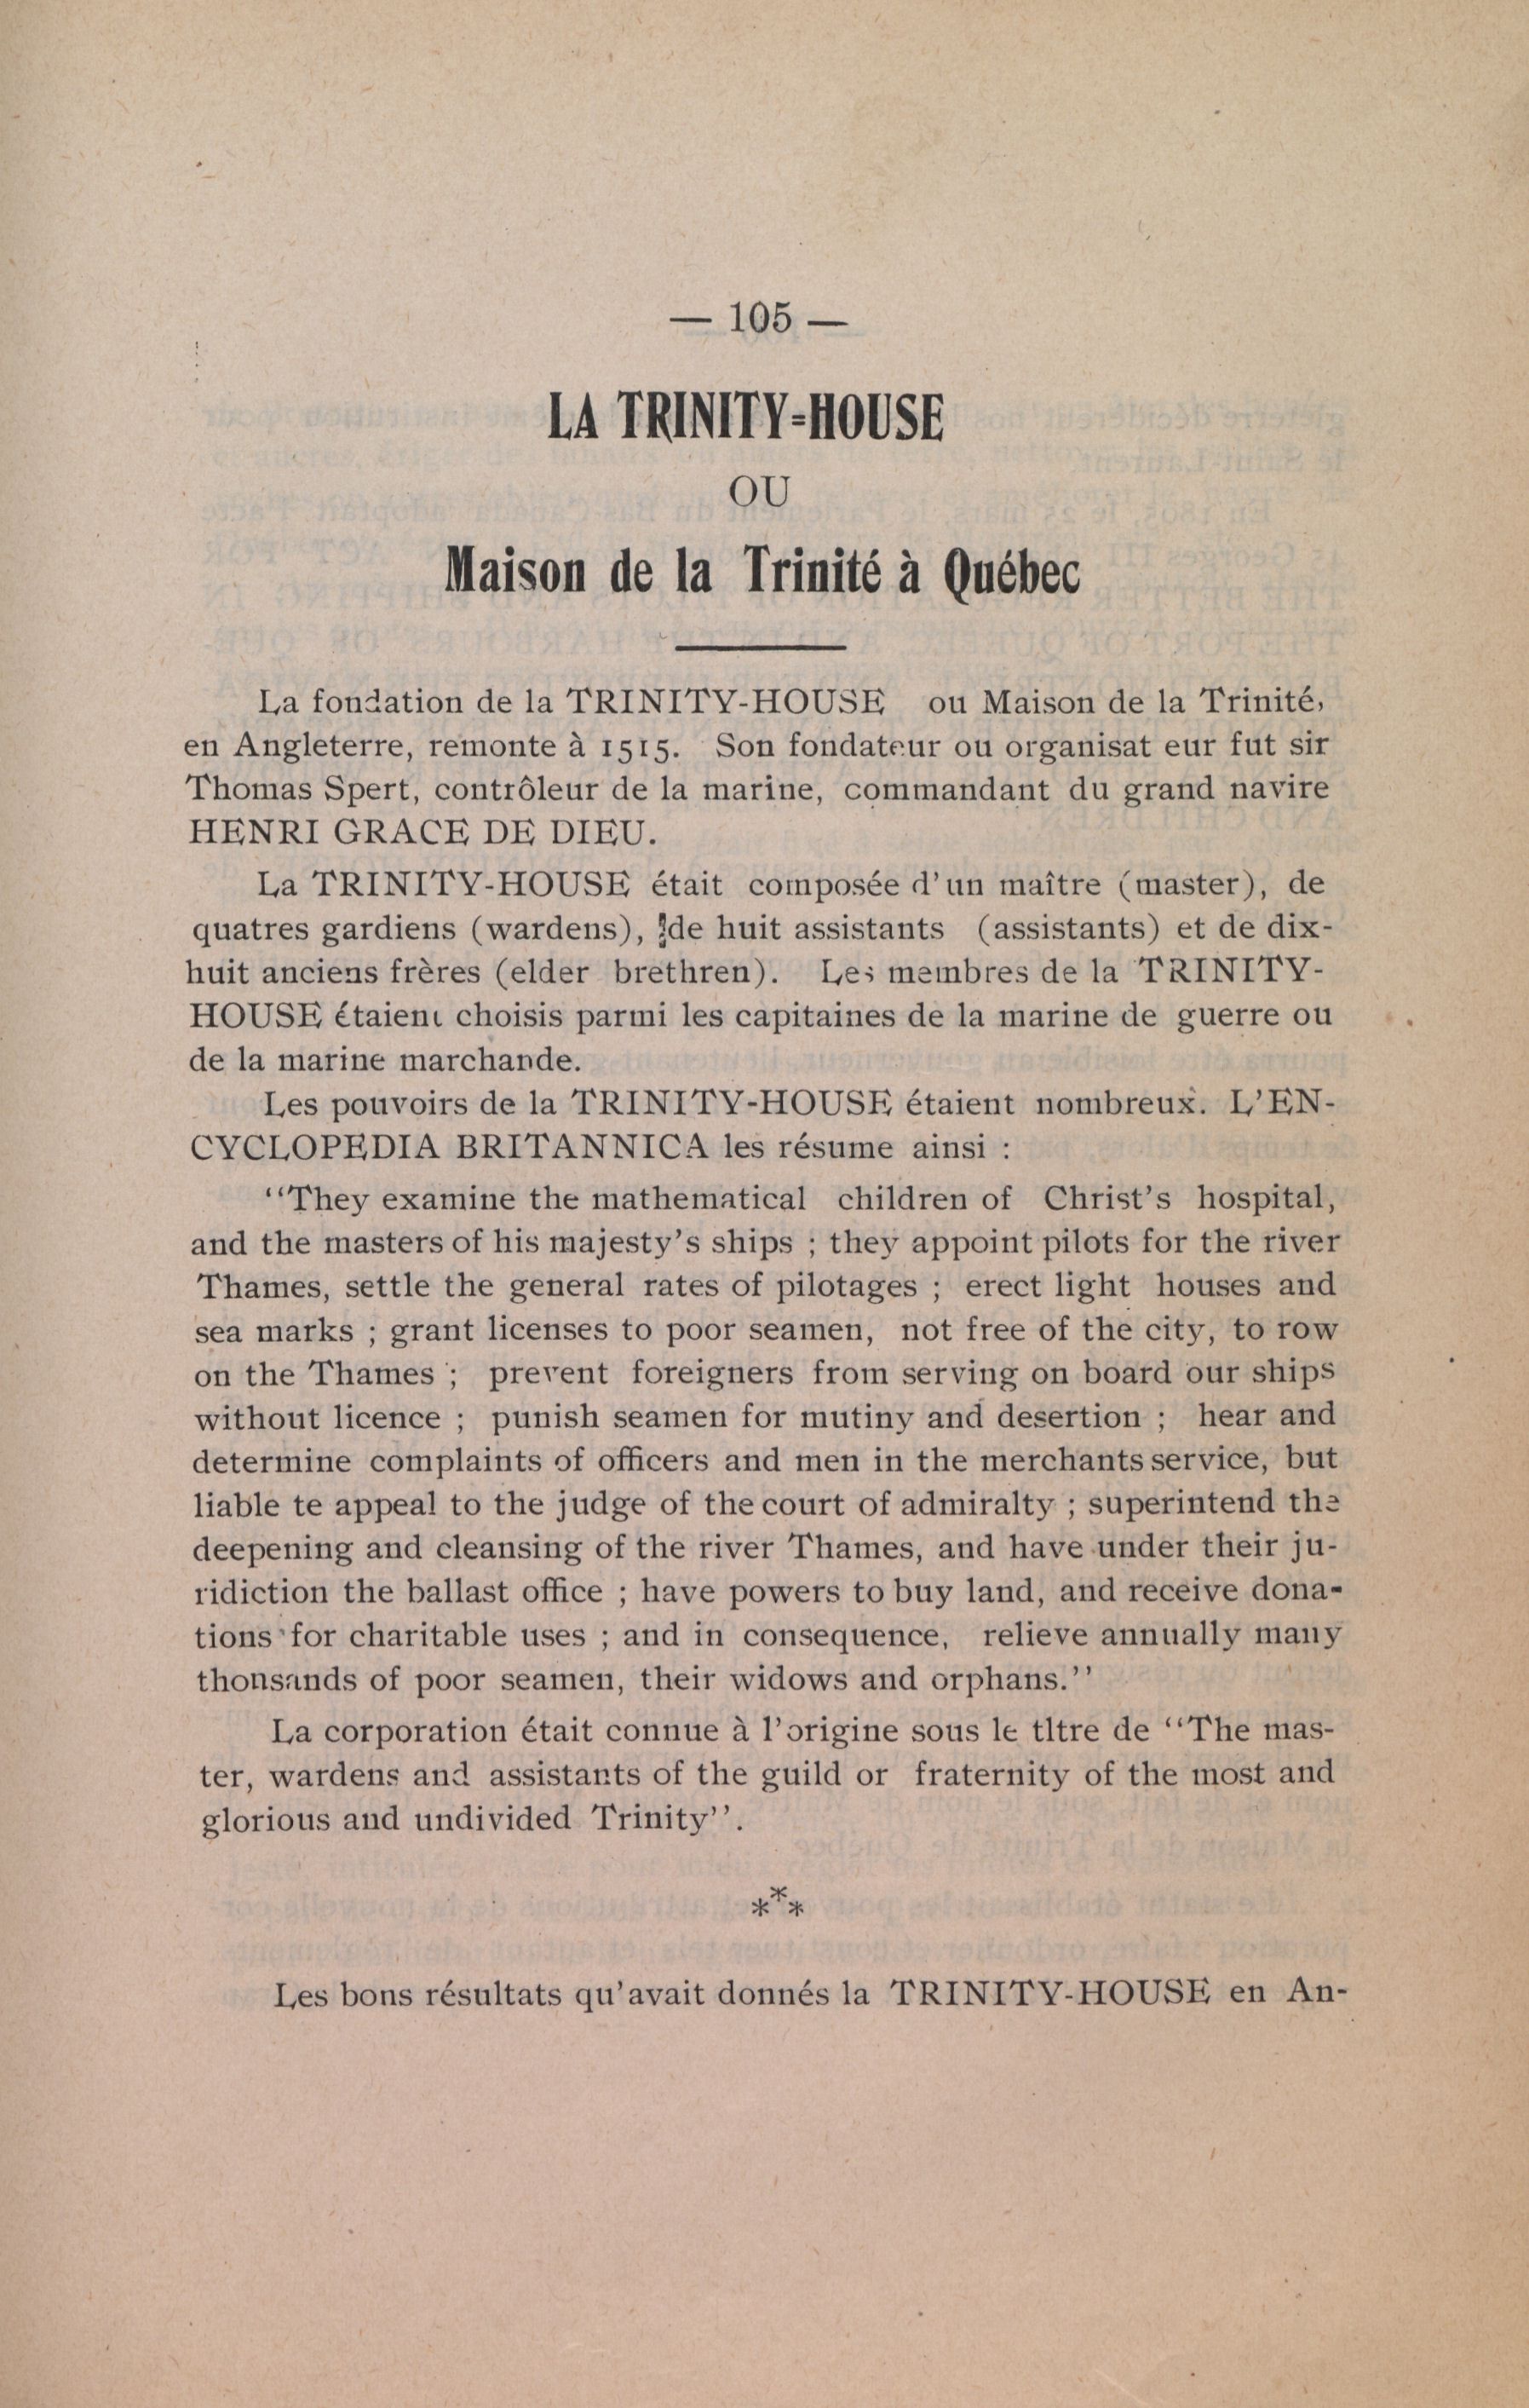 — 105 —
LA TRINITY-HOUSE
OU
Maison de la Trinité à Québec
La fondation de la TRINITY-HOUSE ou Maison de la Trinité,
en Angleterre, remonte à 1515. Son fondateur ou organisat eur fut sir
Thomas Spert, contrôleur de la marine, commandant du grand navire
HENRI GRACE DE DIEU.
La TRINITY-HOUSE était composée d'un maître (master), de
quatres gardiens (wardens), de huit assistants (assistants) et de dix-
huit anciens frères (elder brethren). Les membres de la TRINITY-
HOUSE étaient choisis parmi les capitaines de la marine de guerre ou
de la marine marchande.
Les pouvoirs de la TRINITY-HOUSE étaient nombreux. L'EN-
CYCLOPEDIA BRITANNICA les résume ainsi :
"They examine the mathematical children of Christ's hospital,
and the masters of his majesty's ships ; they appoint pilots for the river
Thames, settle the general rates of pilotages ; erect light houses and
sea marks ; grant licenses to poor seamen, not free of the city, to row
on the Thames ; prevent foreigners from serving on board our ships
without licence ; punish seamen for mutiny and desertion ; hear and
determine complaints of officers and men in the merchants service, but
liable te appeal to the judge of the court of admiralty ; superintend the
deepening and cleansing of the river Thames, and have under their ju-
ridiction the ballast office ; have powers to buy land, and receive dona-
tions for charitable uses ; and in consequence, relieve annually many
thonsands of poor seamen, their widows and orphans."
La corporation était connue à l'origine sous le tltre de "The mas-
ter, wardens and assistants of the guild or fraternity of the most and
glorious and undivided Trinity".
***
Les bons résultats qu'avait donnés la TRINITY-HOUSE en An-